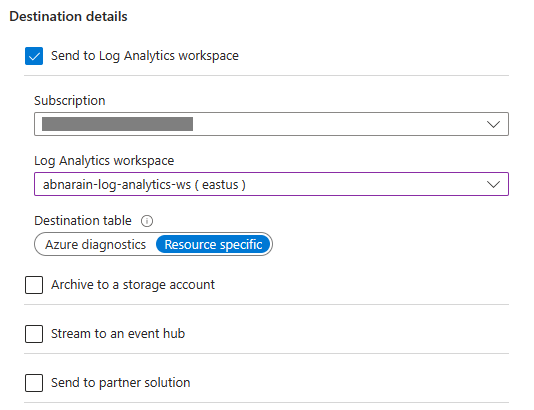 Destination details
Send to Log Analytics workspace
Subscription
Log Analytics workspace
abnarain-log-analytics-ws ( eastus )
Destination table
Azure diagnostics Resource specific
Archive to a storage account
Stream to an event hub
Send to partner solution